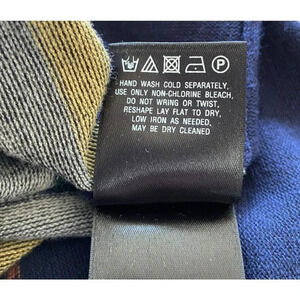 HAND WASH COLD SEPARATELY,
USE ONLY NON-CHLORINE BLEACH,
DO NOT WRING OR TWIST,
RESHAPE LAY FLAT TO DRY,
LOW IRON AS NEEDED.
MAY BE DRY CLEANED